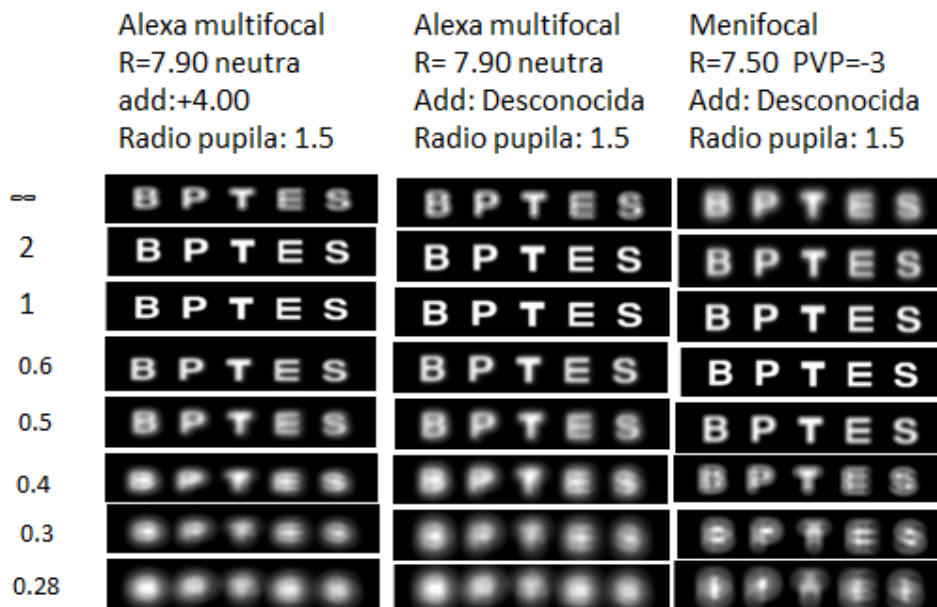 Alexa multifocal
R=7.90 neutra
add:+4.00
Radio pupila: 1.5
Alexa multifocal
R= 7.90 neutra
Add: Desconocida
Radio pupila: 1.5
Menifocal
R=7.50 PVP=-3
Add: Desconocida
Radio pupila: 1.5
∞ B P T E S B P T E S B P T E S
2 B P T E S B P T E S B P T E S
1 B P T E S B P T E S B P T E S
0.6 B P T E S B P T E S B P T E S
0.5 B P T E S B P T E S B P T E S
0.4 B P T E S B P T E S B P T E S
0.3 B P T E S B P T E S B P T E S
0.28